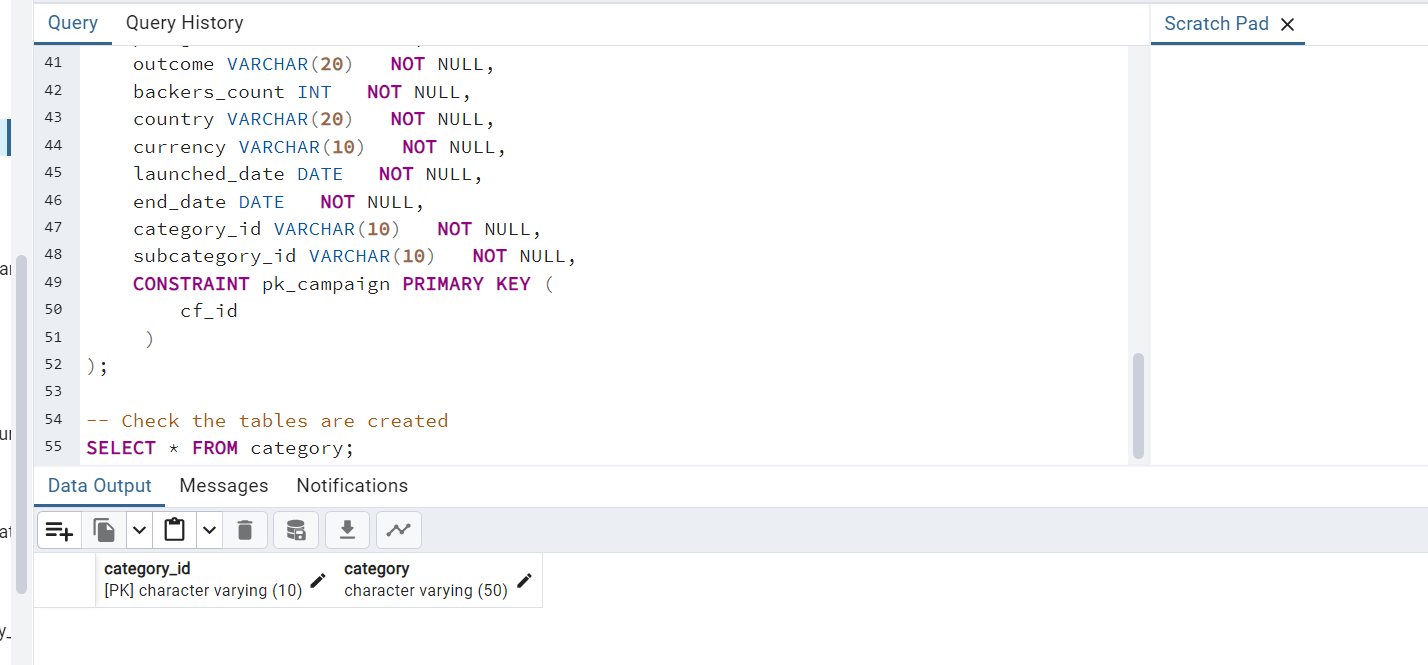 Query Query History Scratch Pad
41 outcome VARCHAR(20) NOT NULL,
42 backers_count INT NOT NULL,
43 country VARCHAR(20) NOT NULL,
44 currency VARCHAR(10) NOT NULL,
45 launched_date DATE NOT NULL,
46 end_date DATE NOT NULL,
47 category_id VARCHAR(10) NOT NULL,
48 subcategory_id VARCHAR(10) NOT NULL,
49 CONSTRAINT pk_campaign PRIMARY KEY (
50 cf_id
51 )
52 );
53
54 -- Check the tables are created
55 SELECT * FROM category;
Data Output Messages Notifications
category_id category
[PK] character varying (10) character varying (50)